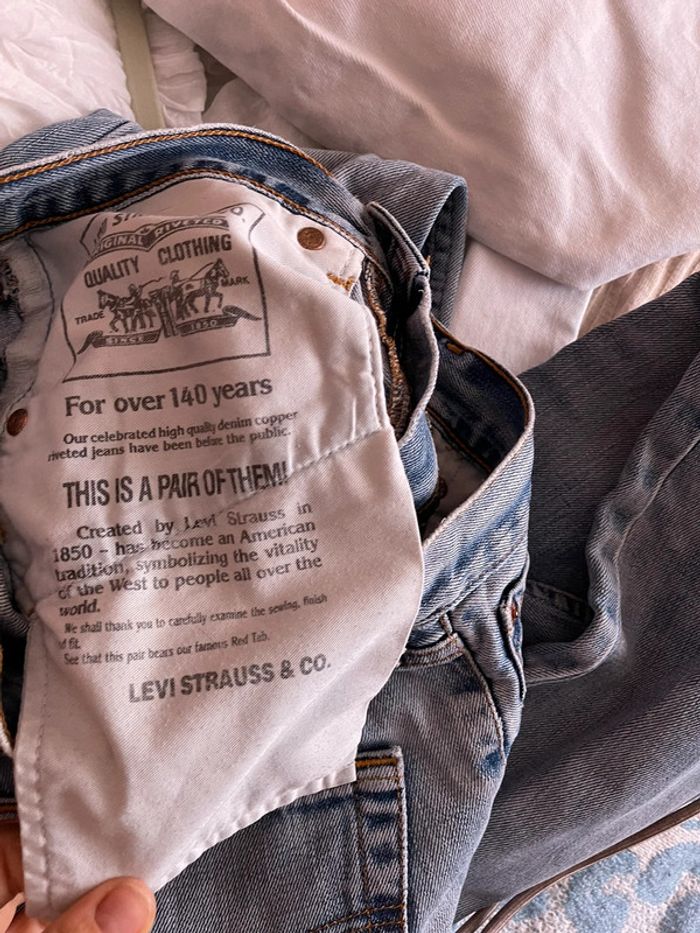 QUALITY CLOTHING
TRADE MARK
SINCE 1850
For over 140 years
Our celebrated high quality denim copper
riveted jeans have been before the public.
THIS IS A PAIR OF THEM!
Created by Levi Strauss in
1850 - has become an American
tradition, symbolizing the vitality
of the West to people all over the
world.
We shall thank you to carefully examine the sewing, finish
of fit.
See that this pair bears our famous Red Tab.
LEVI STRAUSS & CO.